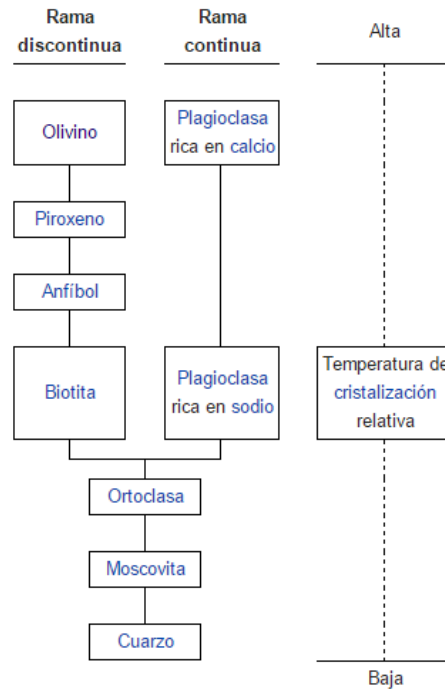 Rama
discontinua
Rama
continua
Alta
Olivino
Plagioclasa
rica en calcio
Piroxeno
Anfíbol
Biotita
Plagioclasa
rica en sodio
Temperatura de
cristalización
relativa
Ortoclasa
Moscovita
Cuarzo
Baja